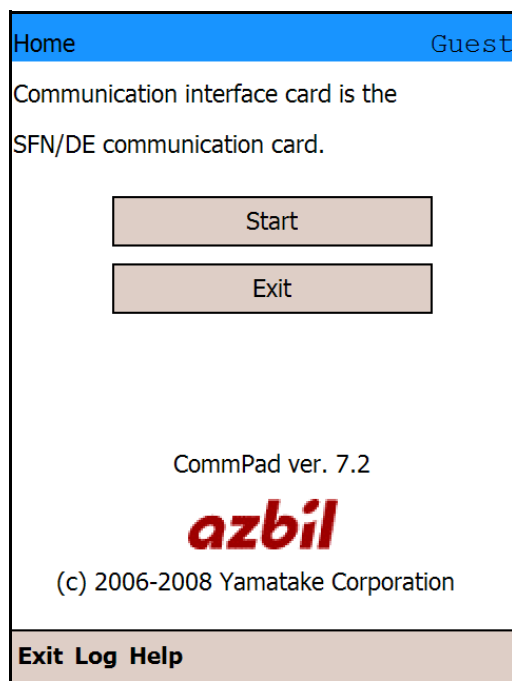 Home Guest
Communication interface card is the
SFN/DE communication card.
Start
Exit
CommPad ver. 7.2
azbil
(c) 2006-2008 Yamatake Corporation
Exit Log Help